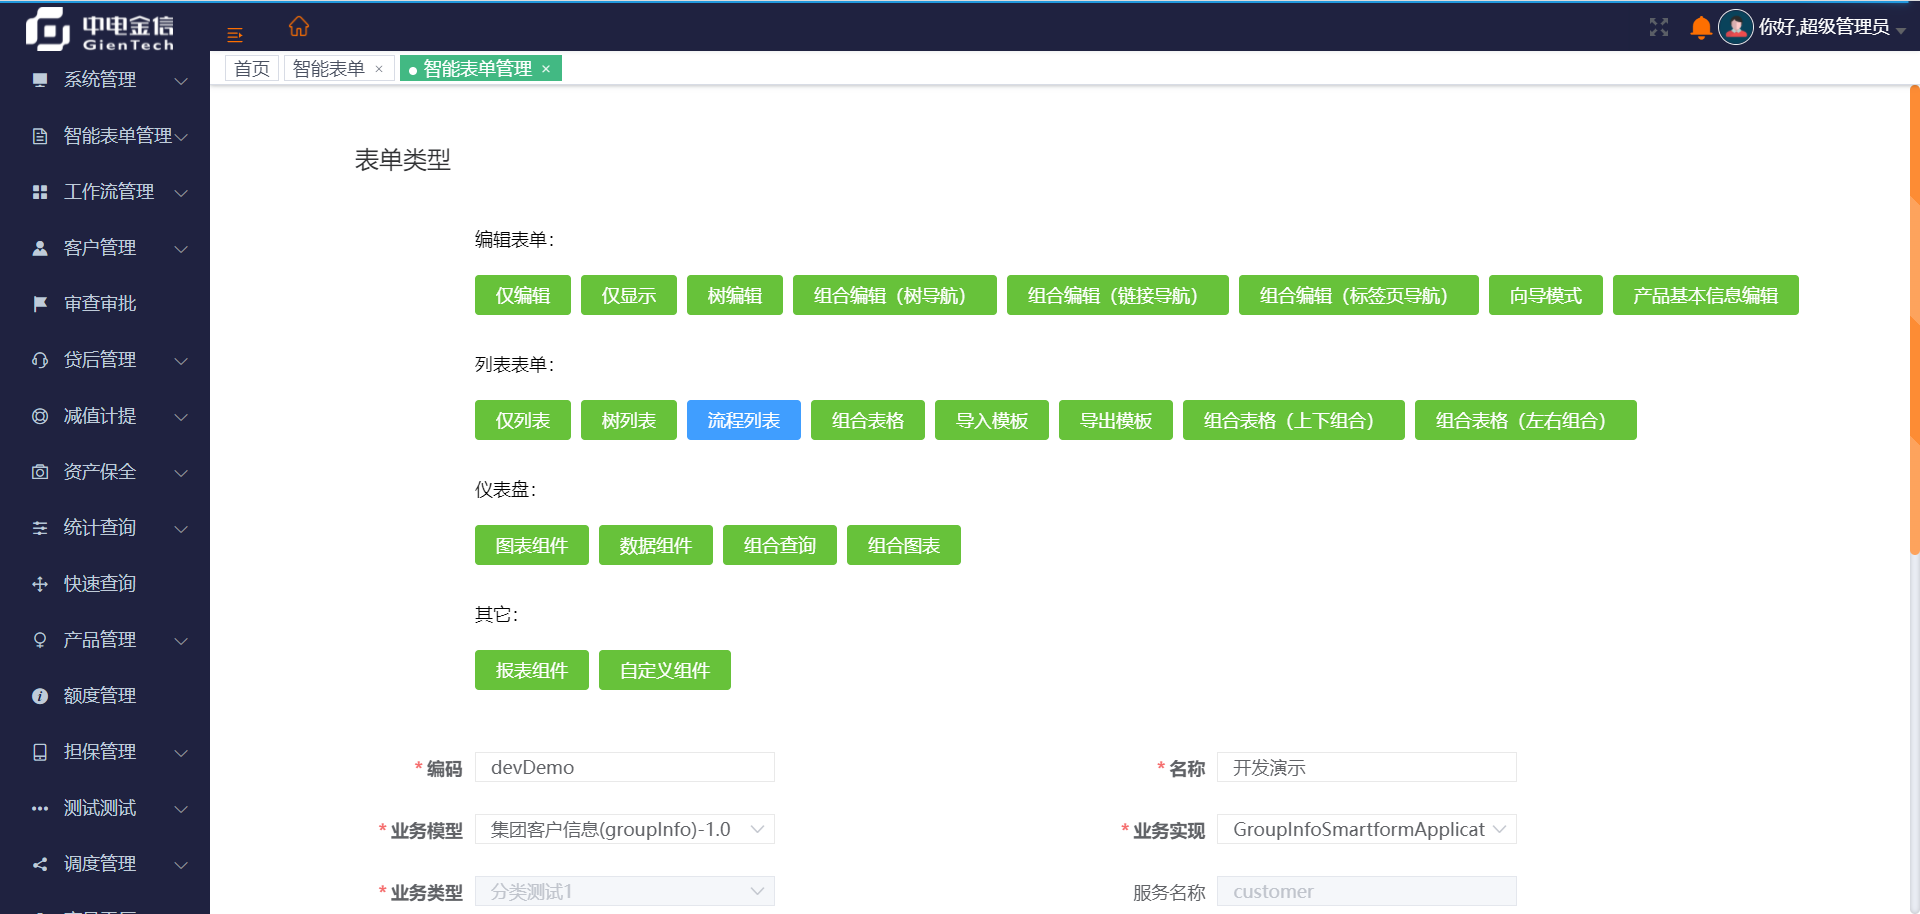 中电金信
GienTech
你好,超级管理员
首页
智能表单 ×
智能表单管理 ×
系统管理
智能表单管理
工作流管理
客户管理
审查审批
贷后管理
减值计提
资产保全
统计查询
快速查询
产品管理
额度管理
担保管理
测试测试
调度管理
表单类型
编辑表单：
仅编辑 仅显示 树编辑 组合编辑（树导航） 组合编辑（链接导航） 组合编辑（标签页导航） 向导模式 产品基本信息编辑
列表表单：
仅列表 树列表 流程列表 组合表格 导入模板 导出模板 组合表格（上下组合） 组合表格（左右组合）
仪表盘：
图表组件 数据组件 组合查询 组合图表
其它：
报表组件 自定义组件
* 编码 devDemo * 名称 开发演示
* 业务模型 集团客户信息(groupInfo)-1.0 * 业务实现 GroupInfoSmartformApplicat
* 业务类型 分类测试1 服务名称 customer